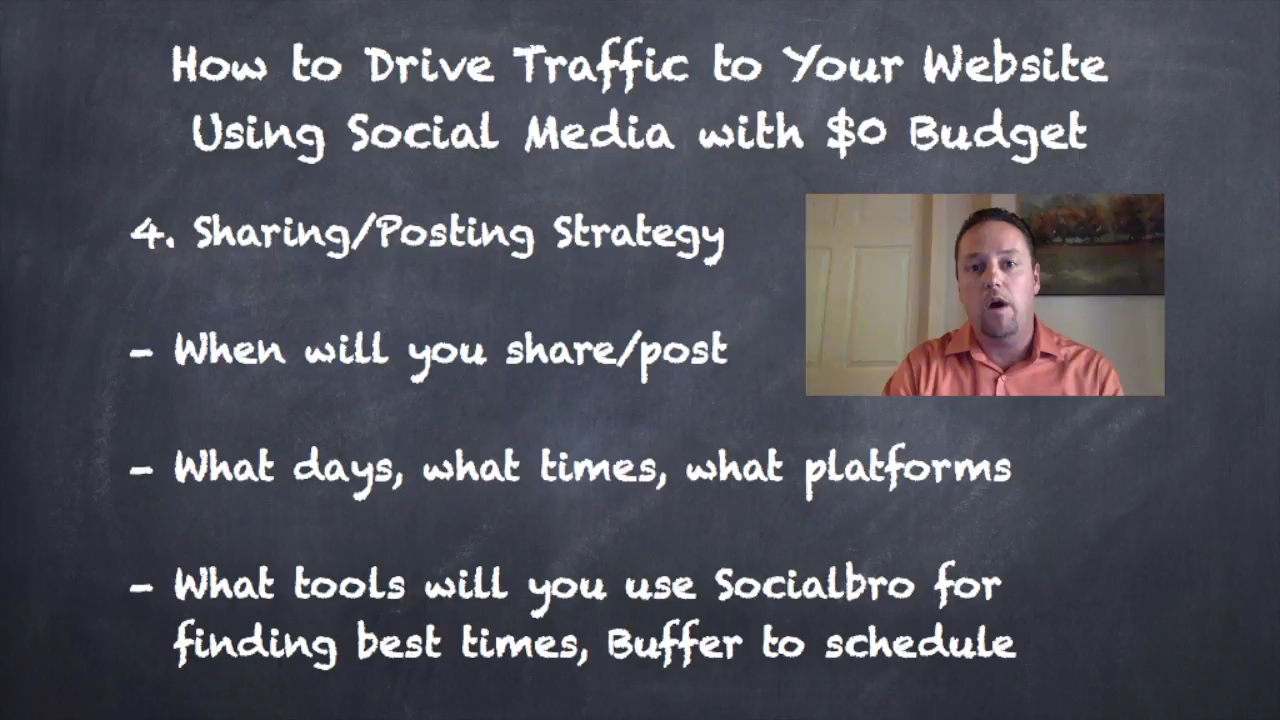 How to Drive Traffic to Your Website
Using Social Media with $0 Budget
4. Sharing/Posting Strategy
- When will you share/post
- What days, what times, what platforms
- What tools will you use Socialbro for
finding best times, Buffer to schedule